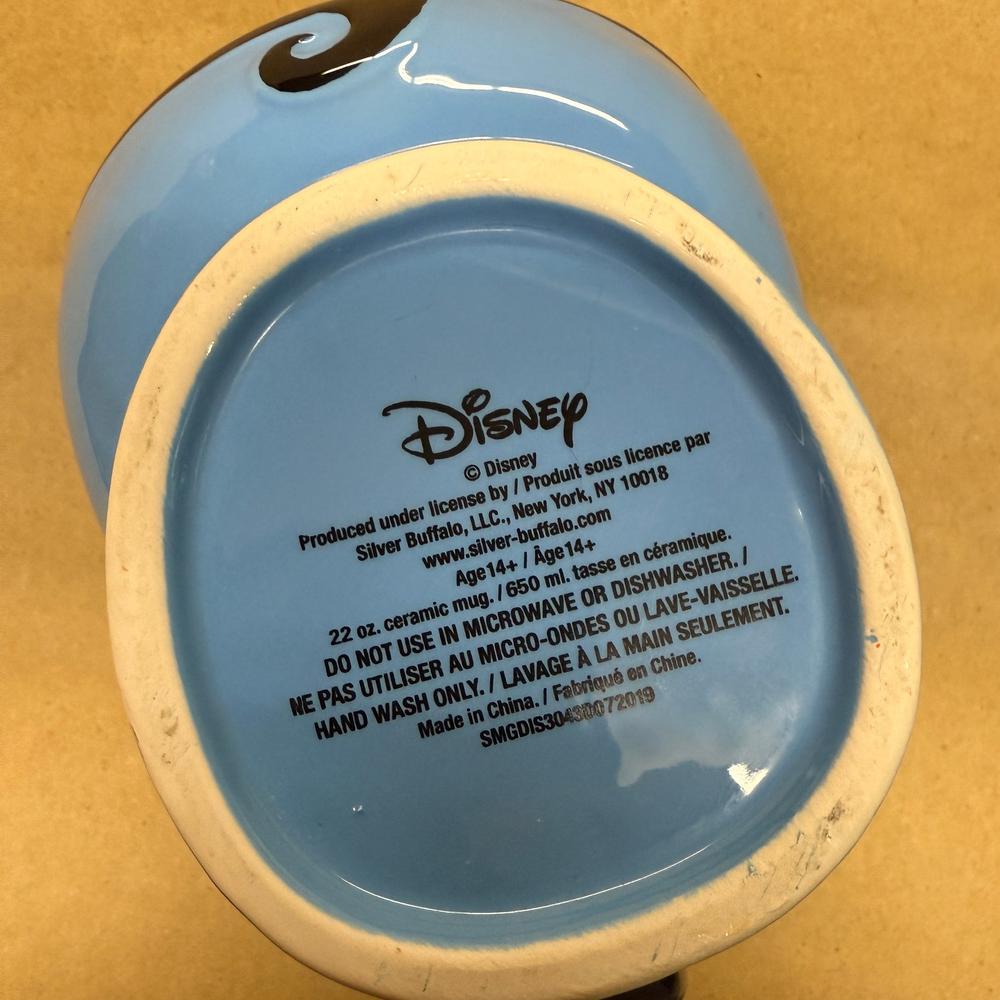 Disney
© Disney
Produced under license by / Produit sous licence par
Silver Buffalo, LLC., New York, NY 10018
www.silver-buffalo.com
Age14+ / Âge14+
22 oz. ceramic mug. / 650 ml. tasse en céramique.
DO NOT USE IN MICROWAVE OR DISHWASHER. /
NE PAS UTILISER AU MICRO-ONDES OU LAVE-VAISSELLE.
HAND WASH ONLY. / LAVAGE À LA MAIN SEULEMENT.
Made in China. / Fabriqué en Chine.
SMGDIS3043D072019